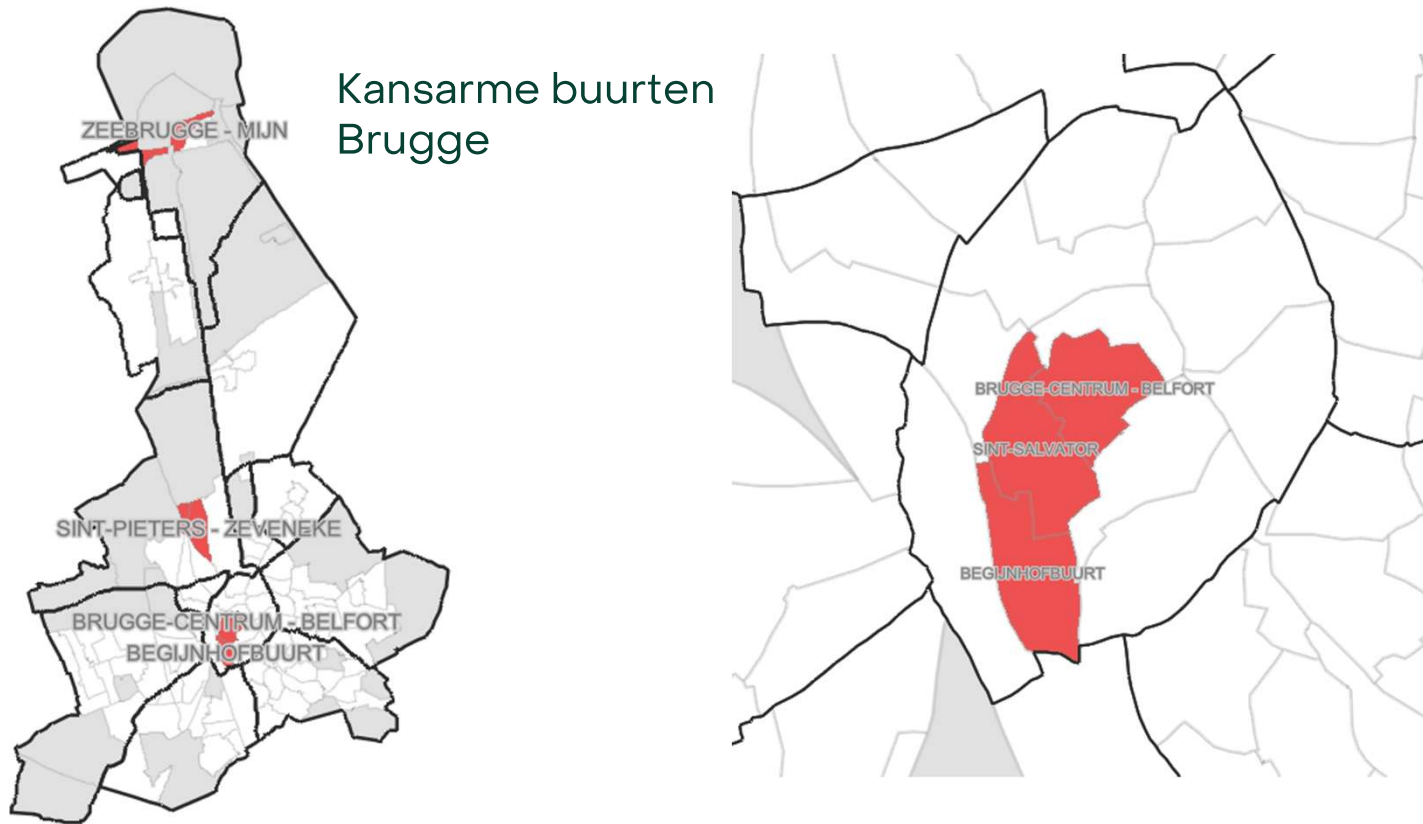 Kansarme buurten
Brugge
ZEEBRUGGE - MIJN
SINT-PIETERS - ZEVENEKE
BRUGGE-CENTRUM - BELFORT
BEGIJNHOFBUURT
BRUGGE-CENTRUM - BELFORT
SINT-SALVATOR
BEGIJNHOFBUURT